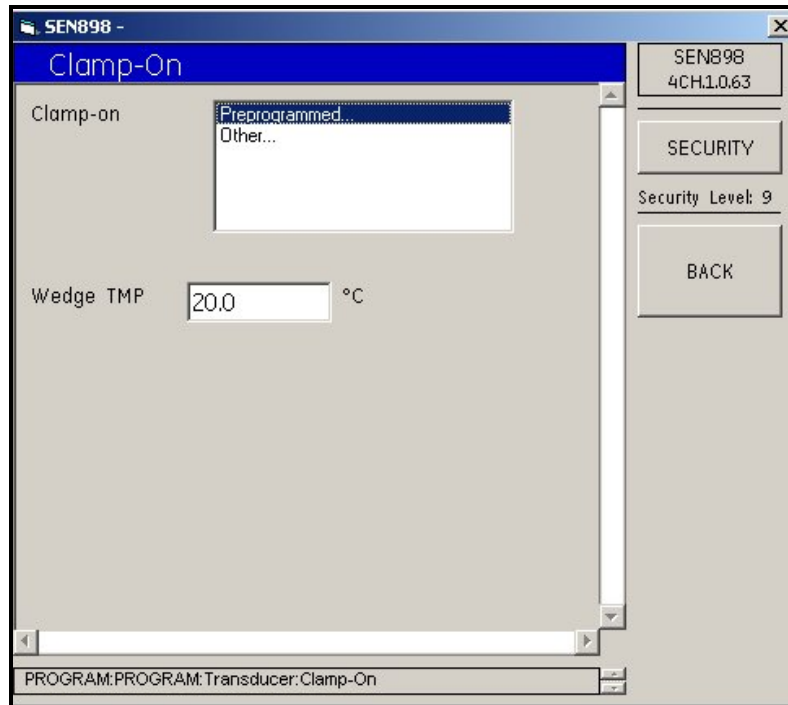 SEN898 -
Clamp-On
SEN898
4CH.1.0.63
Clamp-on
Preprogrammed...
Other...
SECURITY
Security Level: 9
BACK
Wedge TMP
20.0
°C
PROGRAM:PROGRAM:Transducer:Clamp-On